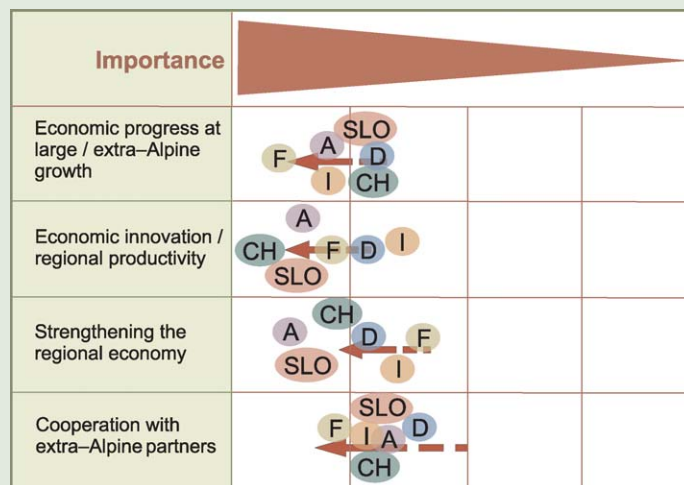 Importance
Economic progress at
large / extra–Alpine
growth
SLO
A
F
D
I
CH
Economic innovation /
regional productivity
A
I
CH
F
D
SLO
Strengthening the
regional economy
CH
A
D
F
SLO
I
Cooperation with
extra–Alpine partners
SLO
F
I
A
D
CH